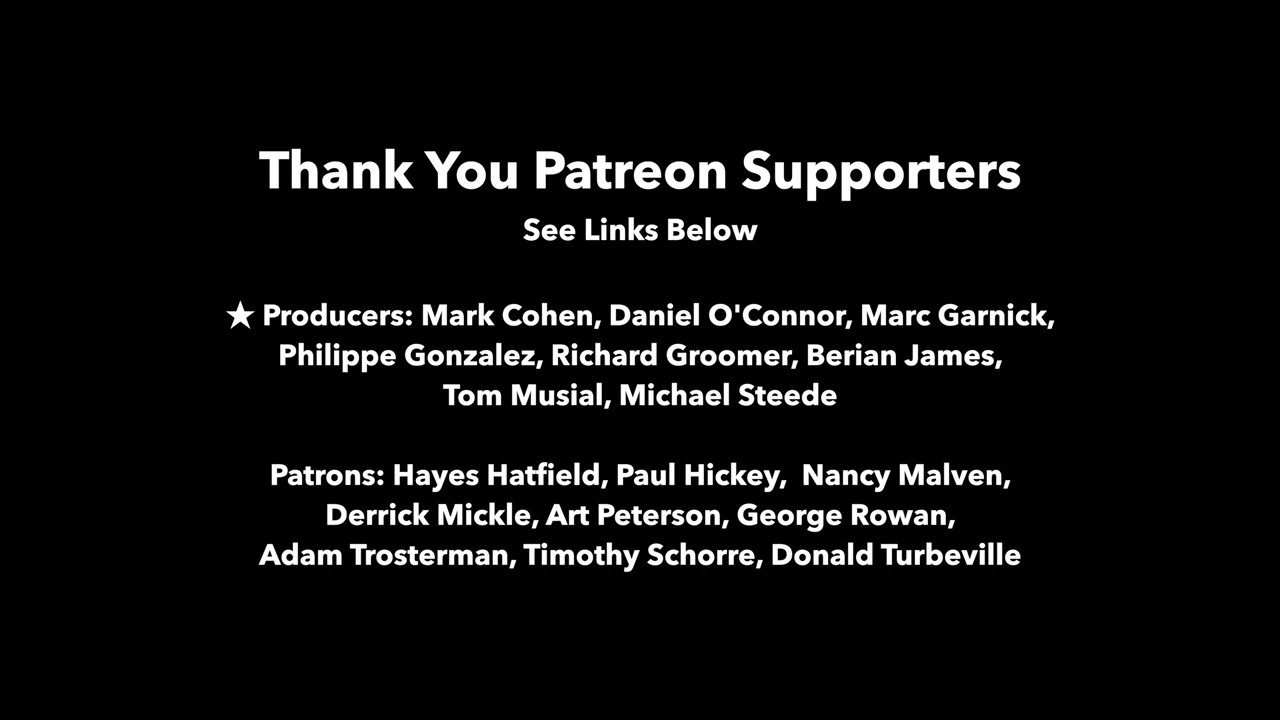 Thank You Patreon Supporters
See Links Below
★ Producers: Mark Cohen, Daniel O'Connor, Marc Garnick,
Philippe Gonzalez, Richard Groomer, Berian James,
Tom Musial, Michael Steede
Patrons: Hayes Hatfield, Paul Hickey,  Nancy Malven,
Derrick Mickle, Art Peterson, George Rowan,
Adam Trosterman, Timothy Schorre, Donald Turbeville